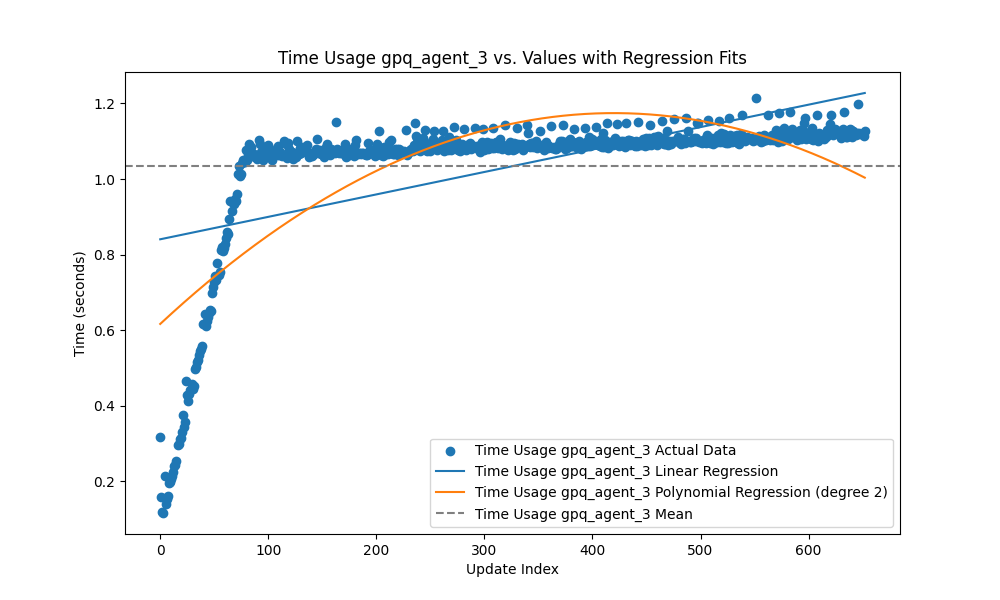 Time Usage gpq_agent_3 vs. Values with Regression Fits
1.2
1.0
0.8
0.6
0.4
0.2
Time (seconds)
Time Usage gpq_agent_3 Actual Data
Time Usage gpq_agent_3 Linear Regression
Time Usage gpq_agent_3 Polynomial Regression (degree 2)
Time Usage gpq_agent_3 Mean
0 100 200 300 400 500 600
Update Index